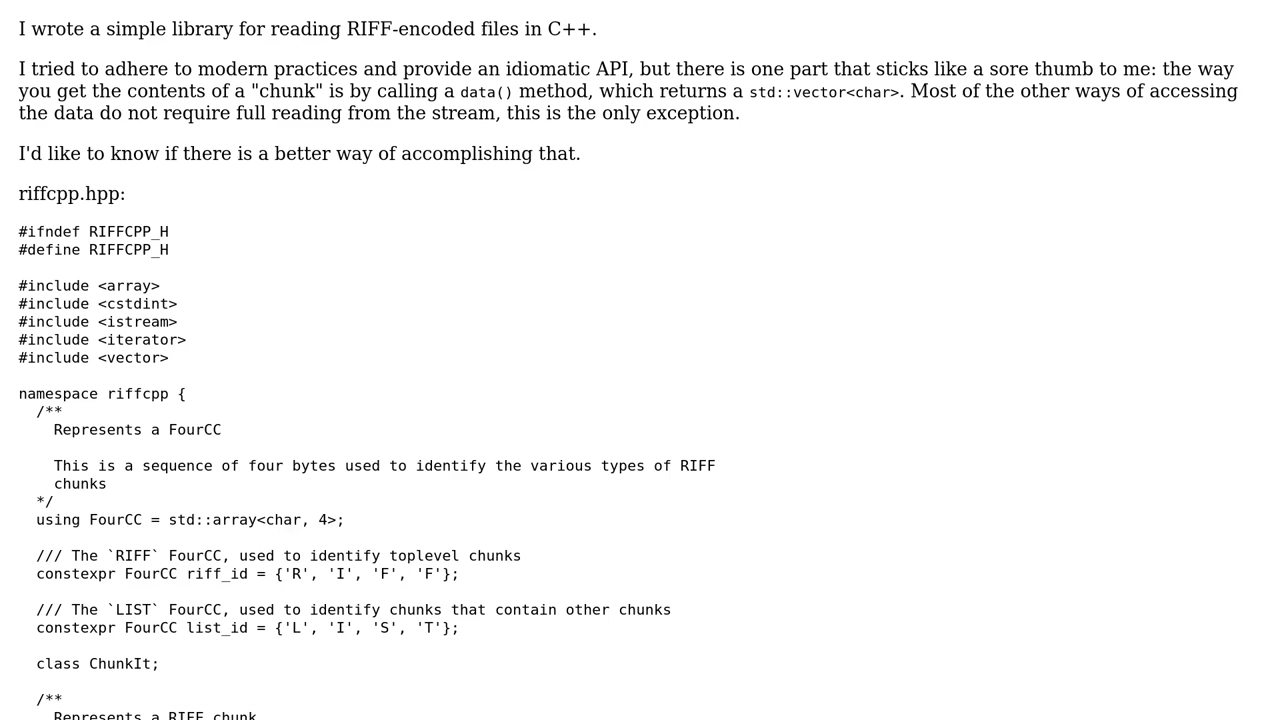 I wrote a simple library for reading RIFF-encoded files in C++.
I tried to adhere to modern practices and provide an idiomatic API, but there is one part that sticks like a sore thumb to me: the way
you get the contents of a "chunk" is by calling a data() method, which returns a std::vector<char>. Most of the other ways of accessing
the data do not require full reading from the stream, this is the only exception.
I'd like to know if there is a better way of accomplishing that.
riffcpp.hpp:
#ifndef RIFFCPP_H
#define RIFFCPP_H
#include <array>
#include <cstdint>
#include <istream>
#include <iterator>
#include <vector>
namespace riffcpp {
/**
Represents a FourCC
This is a sequence of four bytes used to identify the various types of RIFF
chunks
*/
using FourCC = std::array<char, 4>;
/// The `RIFF` FourCC, used to identify toplevel chunks
constexpr FourCC riff_id = {'R', 'I', 'F', 'F'};
/// The `LIST` FourCC, used to identify chunks that contain other chunks
constexpr FourCC list_id = {'L', 'I', 'S', 'T'};
class ChunkIt;
/**
Represents a RIFF chunk